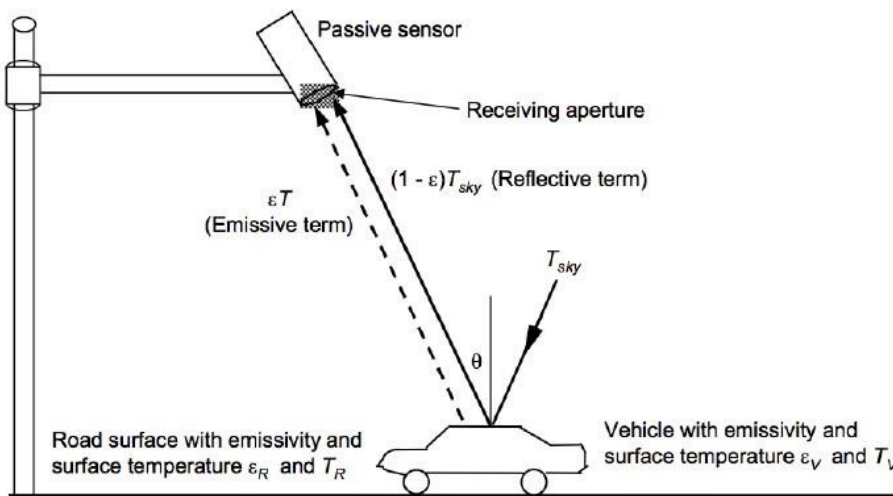 Passive sensor
Receiving aperture
(1 - ε)T_sky (Reflective term)
εT
(Emissive term)
T_sky
θ
Road surface with emissivity and
surface temperature ε_R and T_R
Vehicle with emissivity and
surface temperature ε_V and T_V